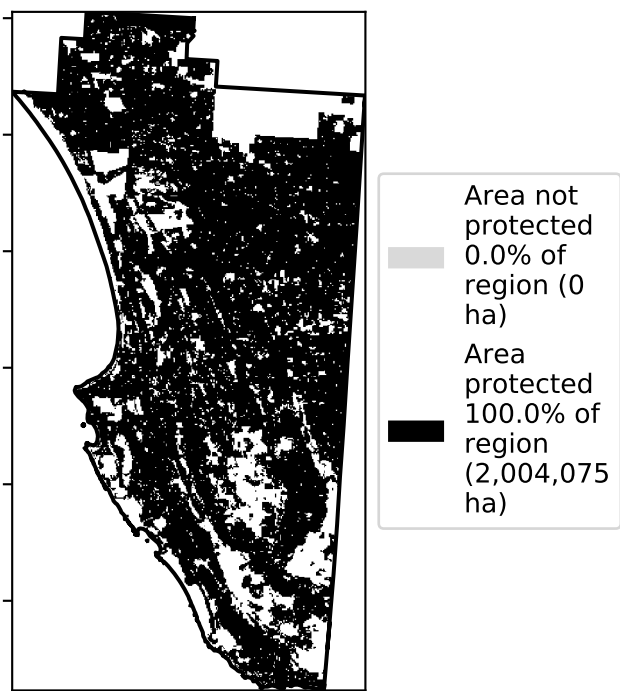 Area not
protected
0.0% of
region (0
ha)
Area
protected
100.0% of
region
(2,004,075
ha)